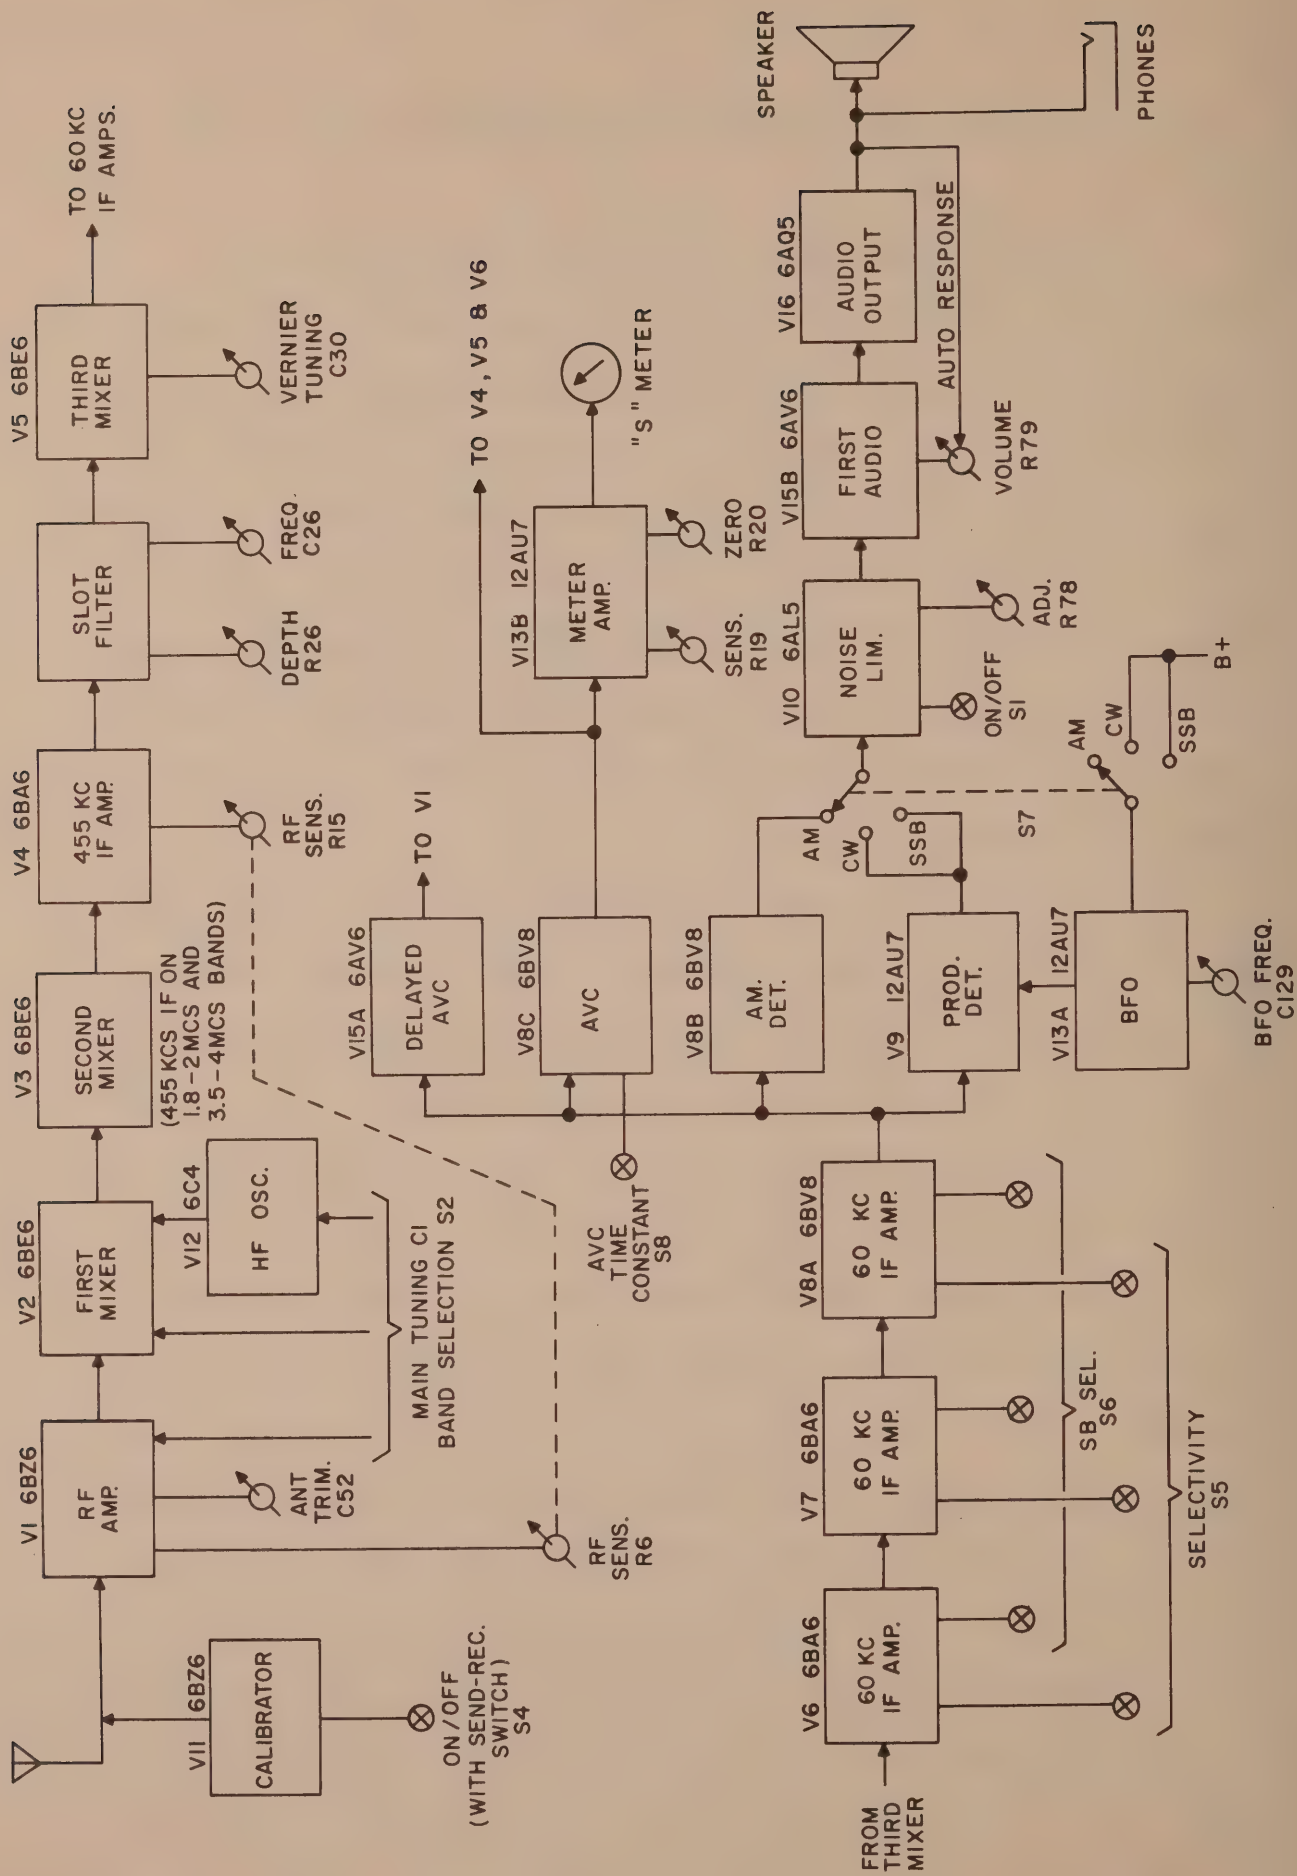 V1 6BZ6
RF
AMP.
V2 6BE6
FIRST
MIXER
V3 6BE6
SECOND
MIXER
(455 KCS IF ON
1.8-2MCS AND
3.5-4MCS BANDS)
V4 6BA6
455 KC
IF AMP.
SLOT
FILTER
V5 6BE6
THIRD
MIXER
TO 60KC
IF AMPS.
V11 6BZ6
CALIBRATOR
ON/OFF
(WITH SEND-REC.
SWITCH)
S4
ANT
TRIM.
C52
RF
SENS.
R6
V12 6C4
HF OSC.
MAIN TUNING C1
BAND SELECTION S2
RF
SENS.
R15
DEPTH
R26
FREQ.
C26
VERNIER
TUNING
C30
V15A 6AV6
DELAYED
AVC
TO V1
V8C 6BV8
AVC
AVC
TIME
CONSTANT
S8
TO V4, V5 & V6
V13B 12AU7
METER
AMP.
SENS.
R19
ZERO
R20
"S" METER
FROM
THIRD
MIXER
V6 6BA6
60 KC
IF AMP.
V7 6BA6
60 KC
IF AMP.
V8A 6BV8
60 KC
IF AMP.
SB SEL.
S6
SELECTIVITY
S5
V8B 6BV8
AM.
DET.
V9 12AU7
PROD.
DET.
V13A 12AU7
BFO
BFO FREQ.
C129
AM
CW
SSB
S7
AM
CW
SSB
B+
V10 6AL5
NOISE
LIM.
ON/OFF
S1
ADJ.
R78
V15B 6AV6
FIRST
AUDIO
VOLUME
R79
AUTO RESPONSE
V16 6AQ5
AUDIO
OUTPUT
SPEAKER
PHONES